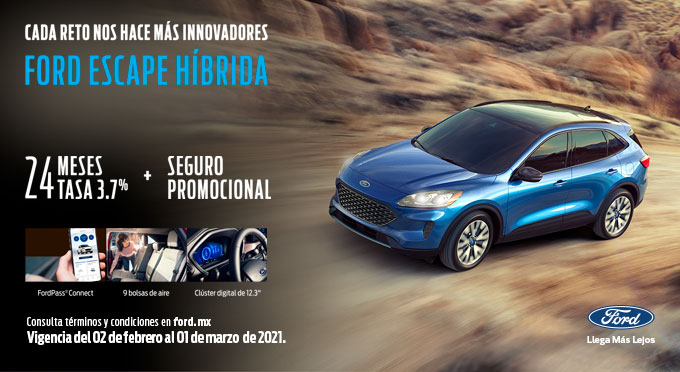 CADA RETO NOS HACE MÁS INNOVADORES
FORD ESCAPE HÍBRIDA
24 MESES
TASA 3.7%
+
SEGURO
PROMOCIONAL
FordPass® Connect
9 bolsas de aire
Clúster digital de 12.3"
Consulta términos y condiciones en ford.mx
Vigencia del 02 de febrero al 01 de marzo de 2021.
Ford
Llega Más Lejos